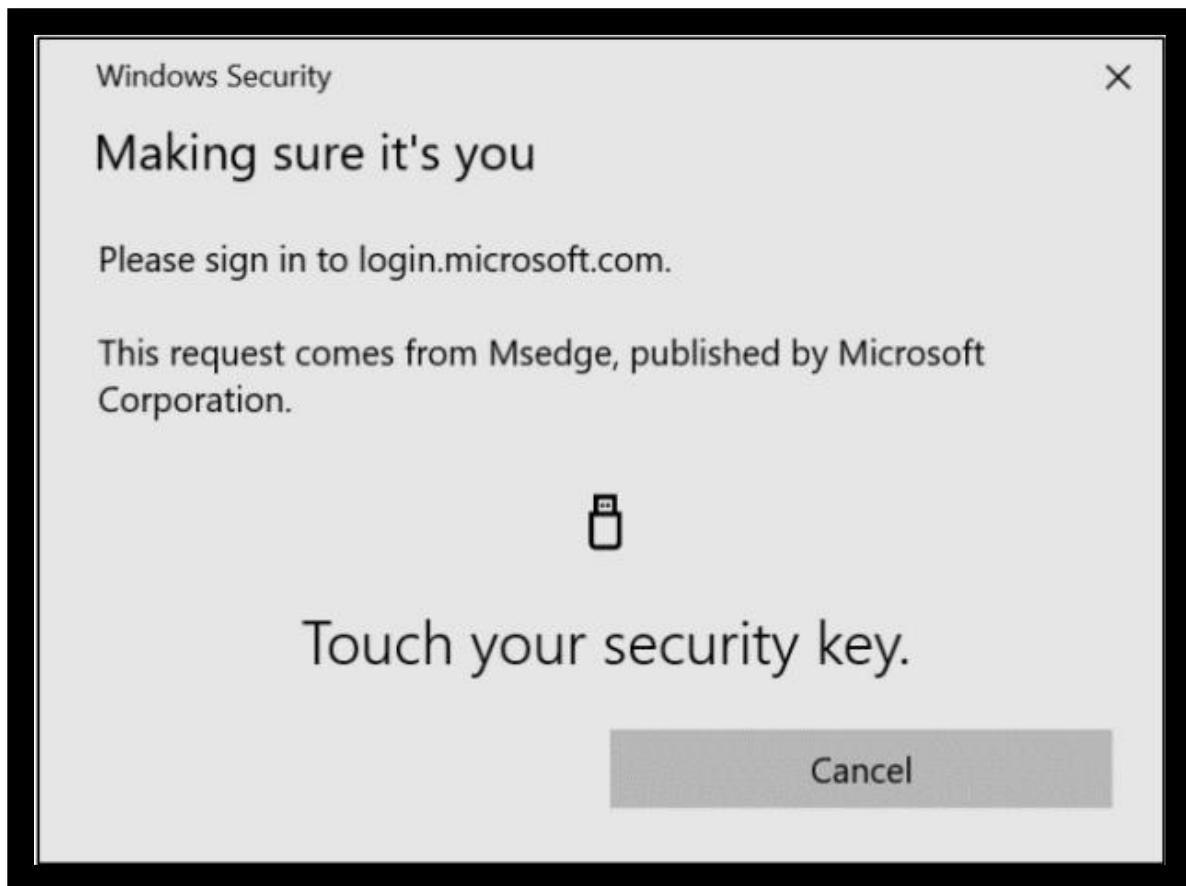 Windows Security
Making sure it's you
Please sign in to login.microsoft.com.
This request comes from Msedge, published by Microsoft
Corporation.
Touch your security key.
Cancel